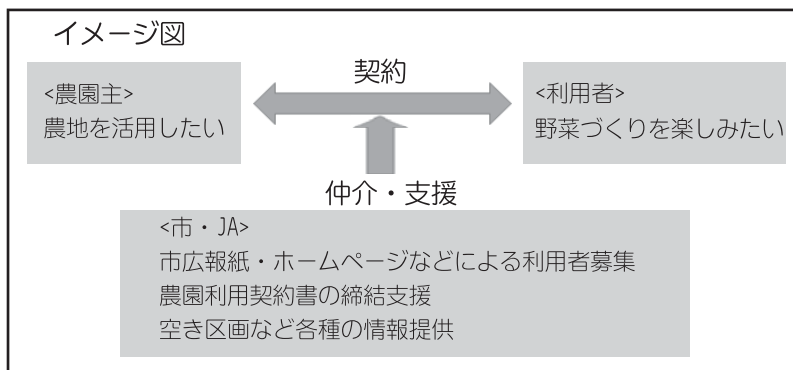 イメージ図
契約
<農園主>
農地を活用したい
<利用者>
野菜づくりを楽しみたい
仲介・支援
<市・JA>
市広報紙・ホームページなどによる利用者募集
農園利用契約書の締結支援
空き区画など各種の情報提供